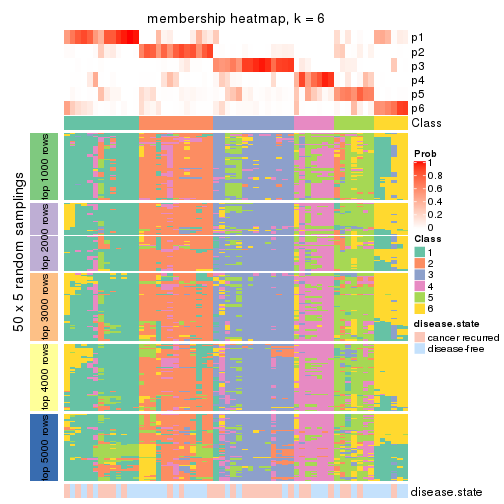 membership heatmap, k = 6
p1
p2
p3
p4
p5
p6
Class
50 x 5 random samplings
top 1000 rows
top 2000 rows
top 3000 rows
top 4000 rows
top 5000 rows
Prob
1
0.8
0.6
0.4
0.2
0
Class
1
2
3
4
5
6
disease.state
cancer recurred
disease-free
disease.state